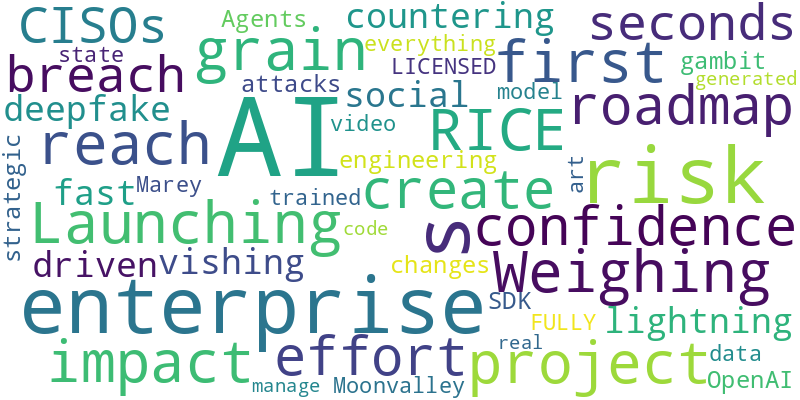 CISOs
Agents
countering
seconds
state
grain
everything
first
gambit
breach
attacks
LICENSED
generated
deepfake
AI
social
model
roadmap
reach
video
RICE
strategic
engineering
art
risk
fast
Marey
trained
create
Launching
code
s
confidence
driven
vishing
changes
Weighing
enterprise
SDK
FULLY
lightning
impact
effort
real
project
data
manage
Moonvalley
OpenAI